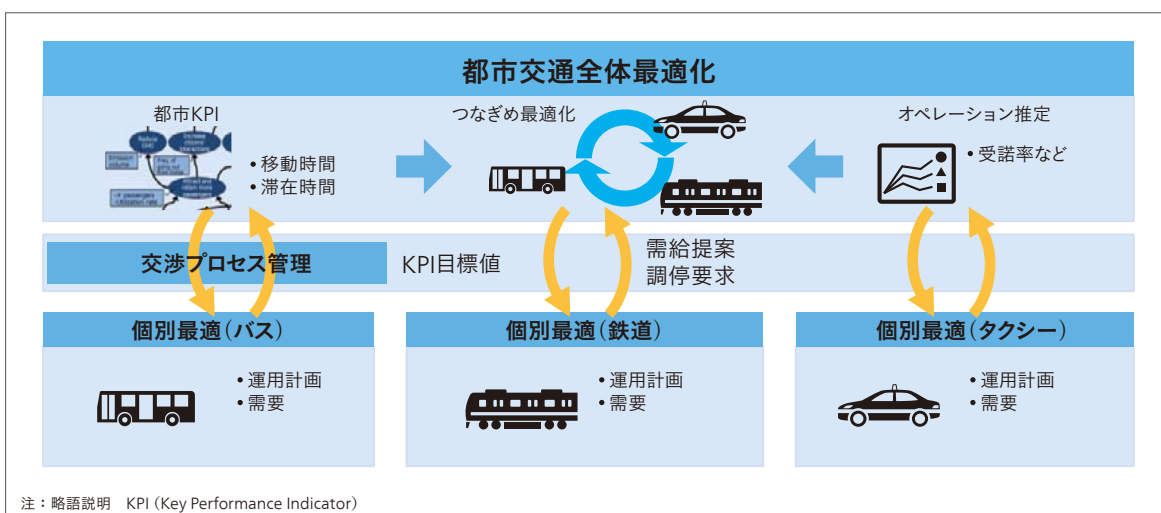 都市交通全体最適化
都市KPI
• 移動時間
• 滞在時間
つなぎめ最適化
オペレーション推定
• 受諾率など
交渉プロセス管理
KPI目標値
需給提案
調停要求
個別最適(バス)
• 運用計画
• 需要
個別最適(鉄道)
• 運用計画
• 需要
個別最適(タクシー)
• 運用計画
• 需要
注：略語説明　KPI (Key Performance Indicator)